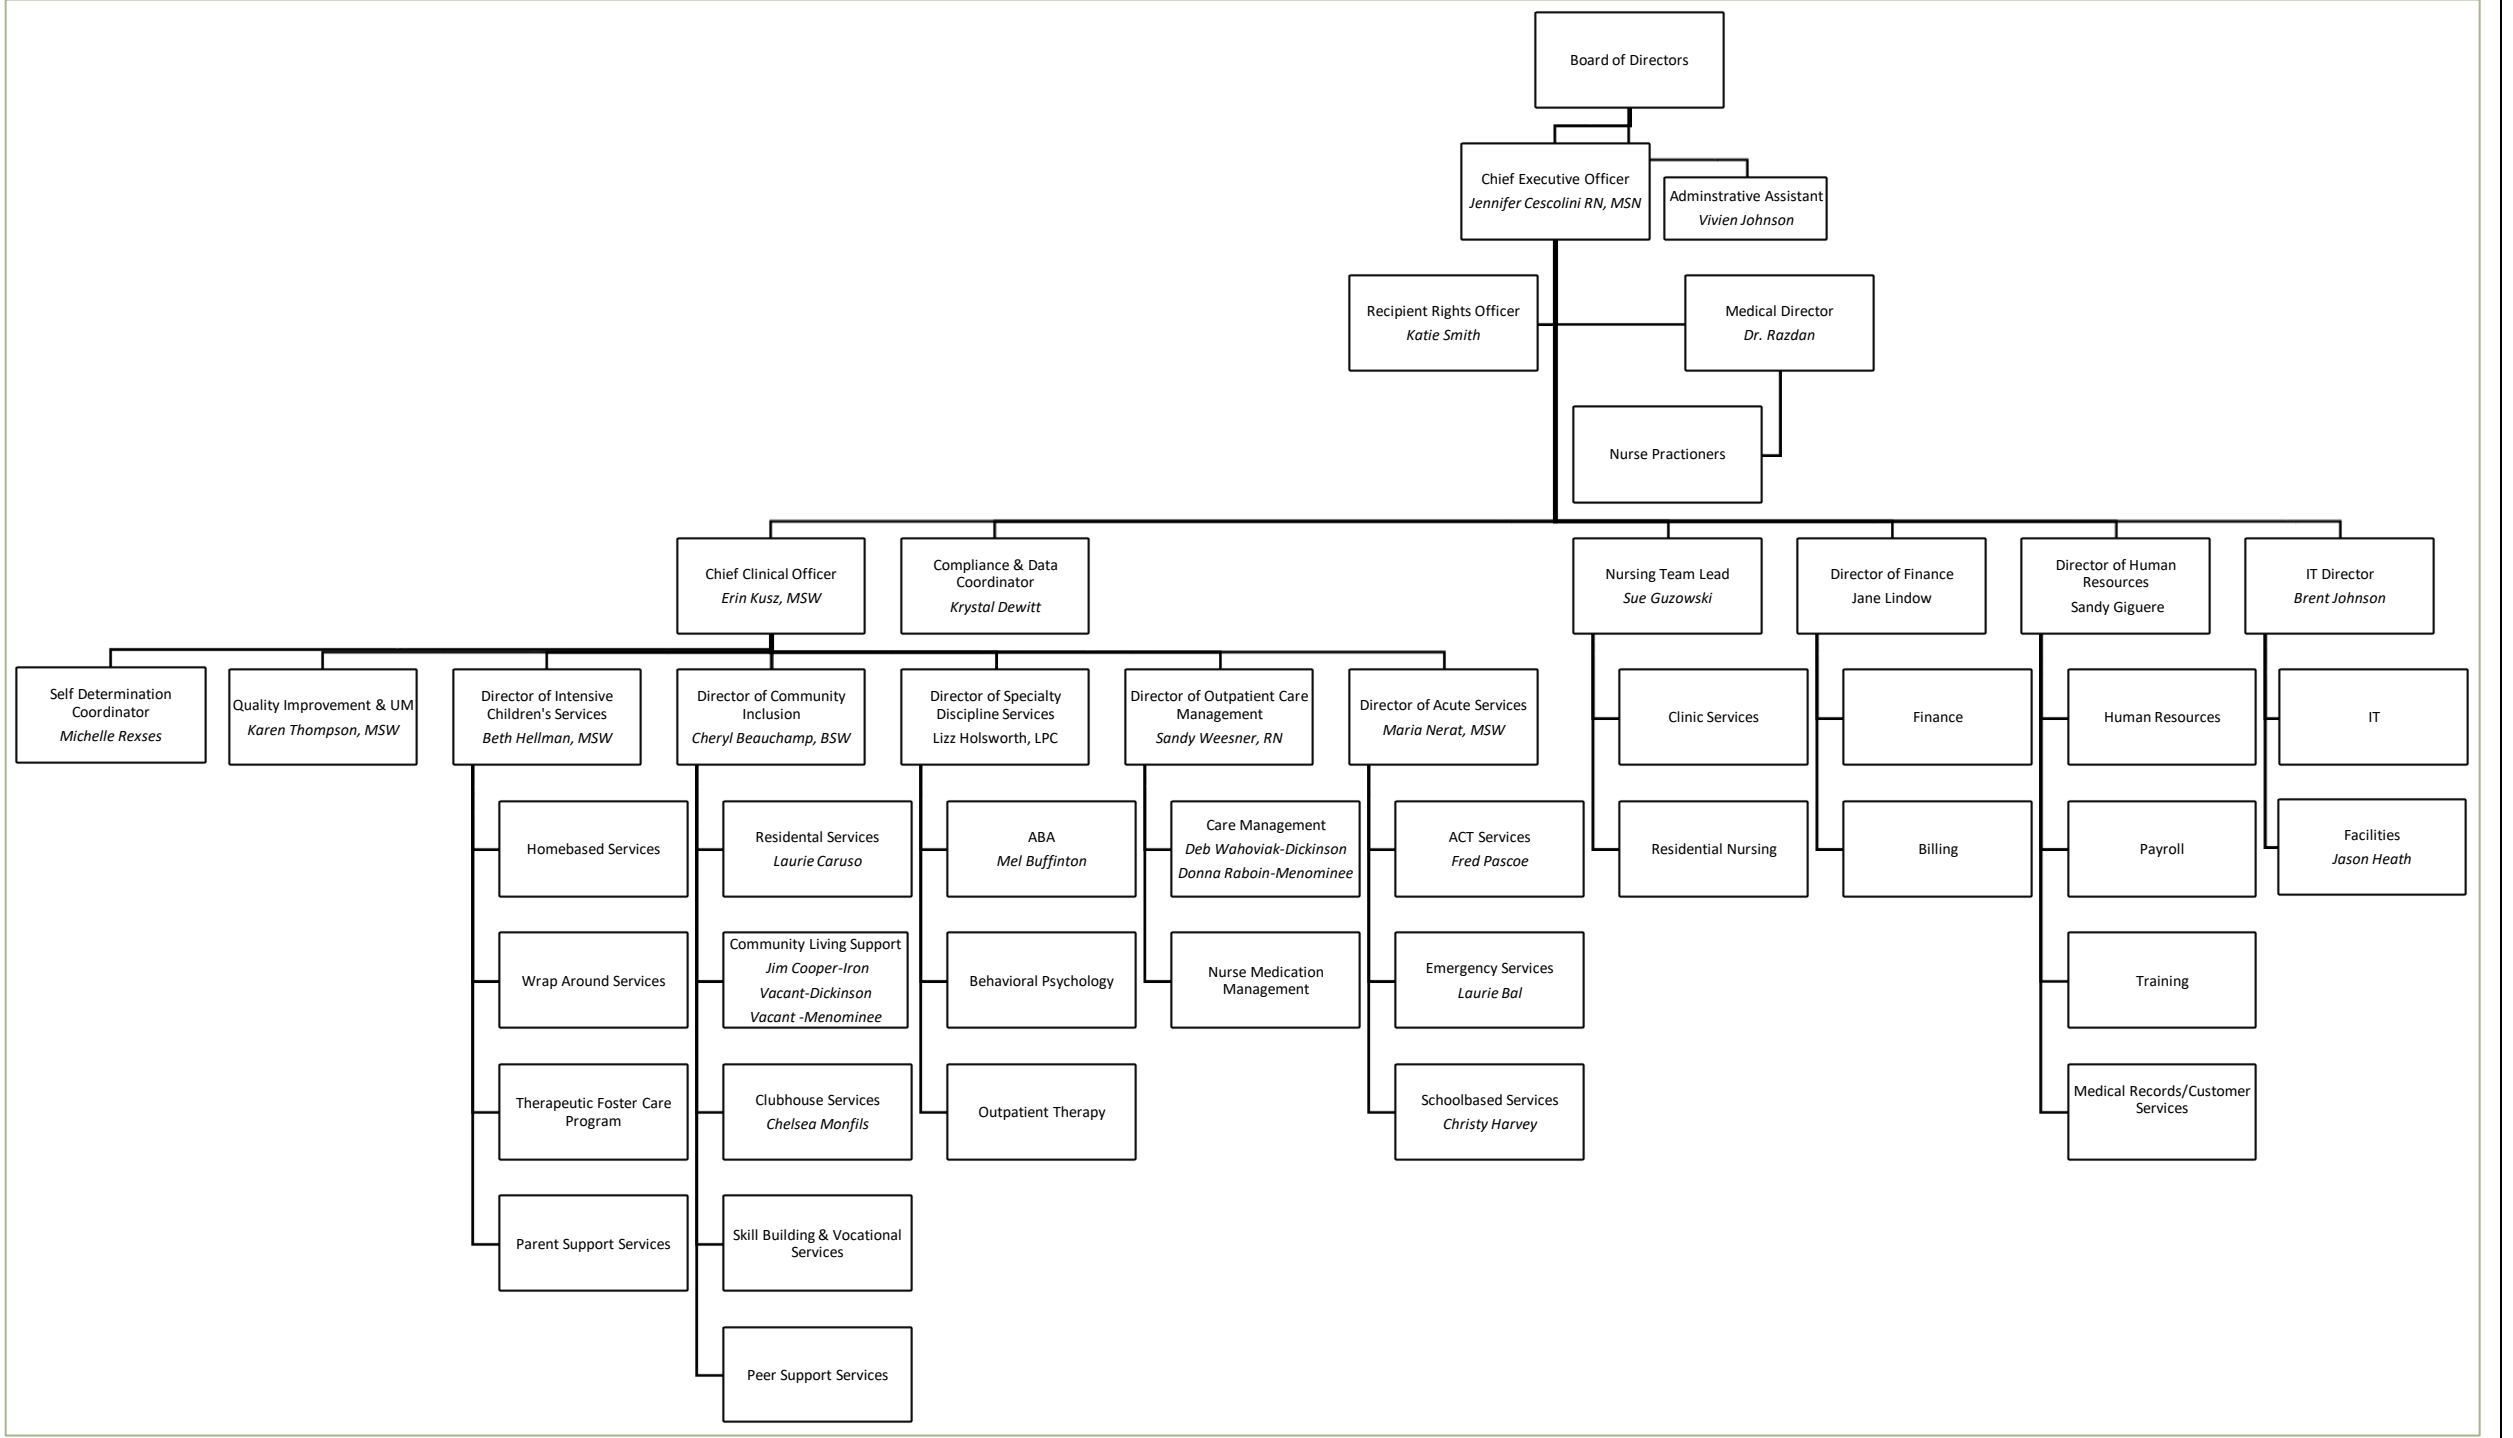 Board of Directors
Chief Executive Officer
Jennifer Cescolini RN, MSN
Adminstrative Assistant
Vivien Johnson
Recipient Rights Officer
Katie Smith
Medical Director
Dr. Razdan
Nurse Practioners
Chief Clinical Officer
Erin Kusz, MSW
Compliance & Data
Coordinator
Krystal Dewitt
Nursing Team Lead
Sue Guzowski
Director of Finance
Jane Lindow
Director of Human
Resources
Sandy Giguere
IT Director
Brent Johnson
Self Determination
Coordinator
Michelle Rexses
Quality Improvement & UM
Karen Thompson, MSW
Director of Intensive
Children's Services
Beth Hellman, MSW
Director of Community
Inclusion
Cheryl Beauchamp, BSW
Director of Specialty
Discipline Services
Lizz Holsworth, LPC
Director of Outpatient Care
Management
Sandy Weesner, RN
Director of Acute Services
Maria Nerat, MSW
Clinic Services
Finance
Human Resources
IT
Homebased Services
Residental Services
Laurie Caruso
ABA
Mel Buffinton
Care Management
Deb Wahoviak-Dickinson
Donna Raboin-Menominee
ACT Services
Fred Pascoe
Residential Nursing
Billing
Payroll
Facilities
Jason Heath
Wrap Around Services
Community Living Support
Jim Cooper-Iron
Vacant-Dickinson
Vacant -Menominee
Behavioral Psychology
Nurse Medication
Management
Emergency Services
Laurie Bal
Training
Therapeutic Foster Care
Program
Clubhouse Services
Chelsea Monfils
Outpatient Therapy
Schoolbased Services
Christy Harvey
Medical Records/Customer
Services
Parent Support Services
Skill Building & Vocational
Services
Peer Support Services